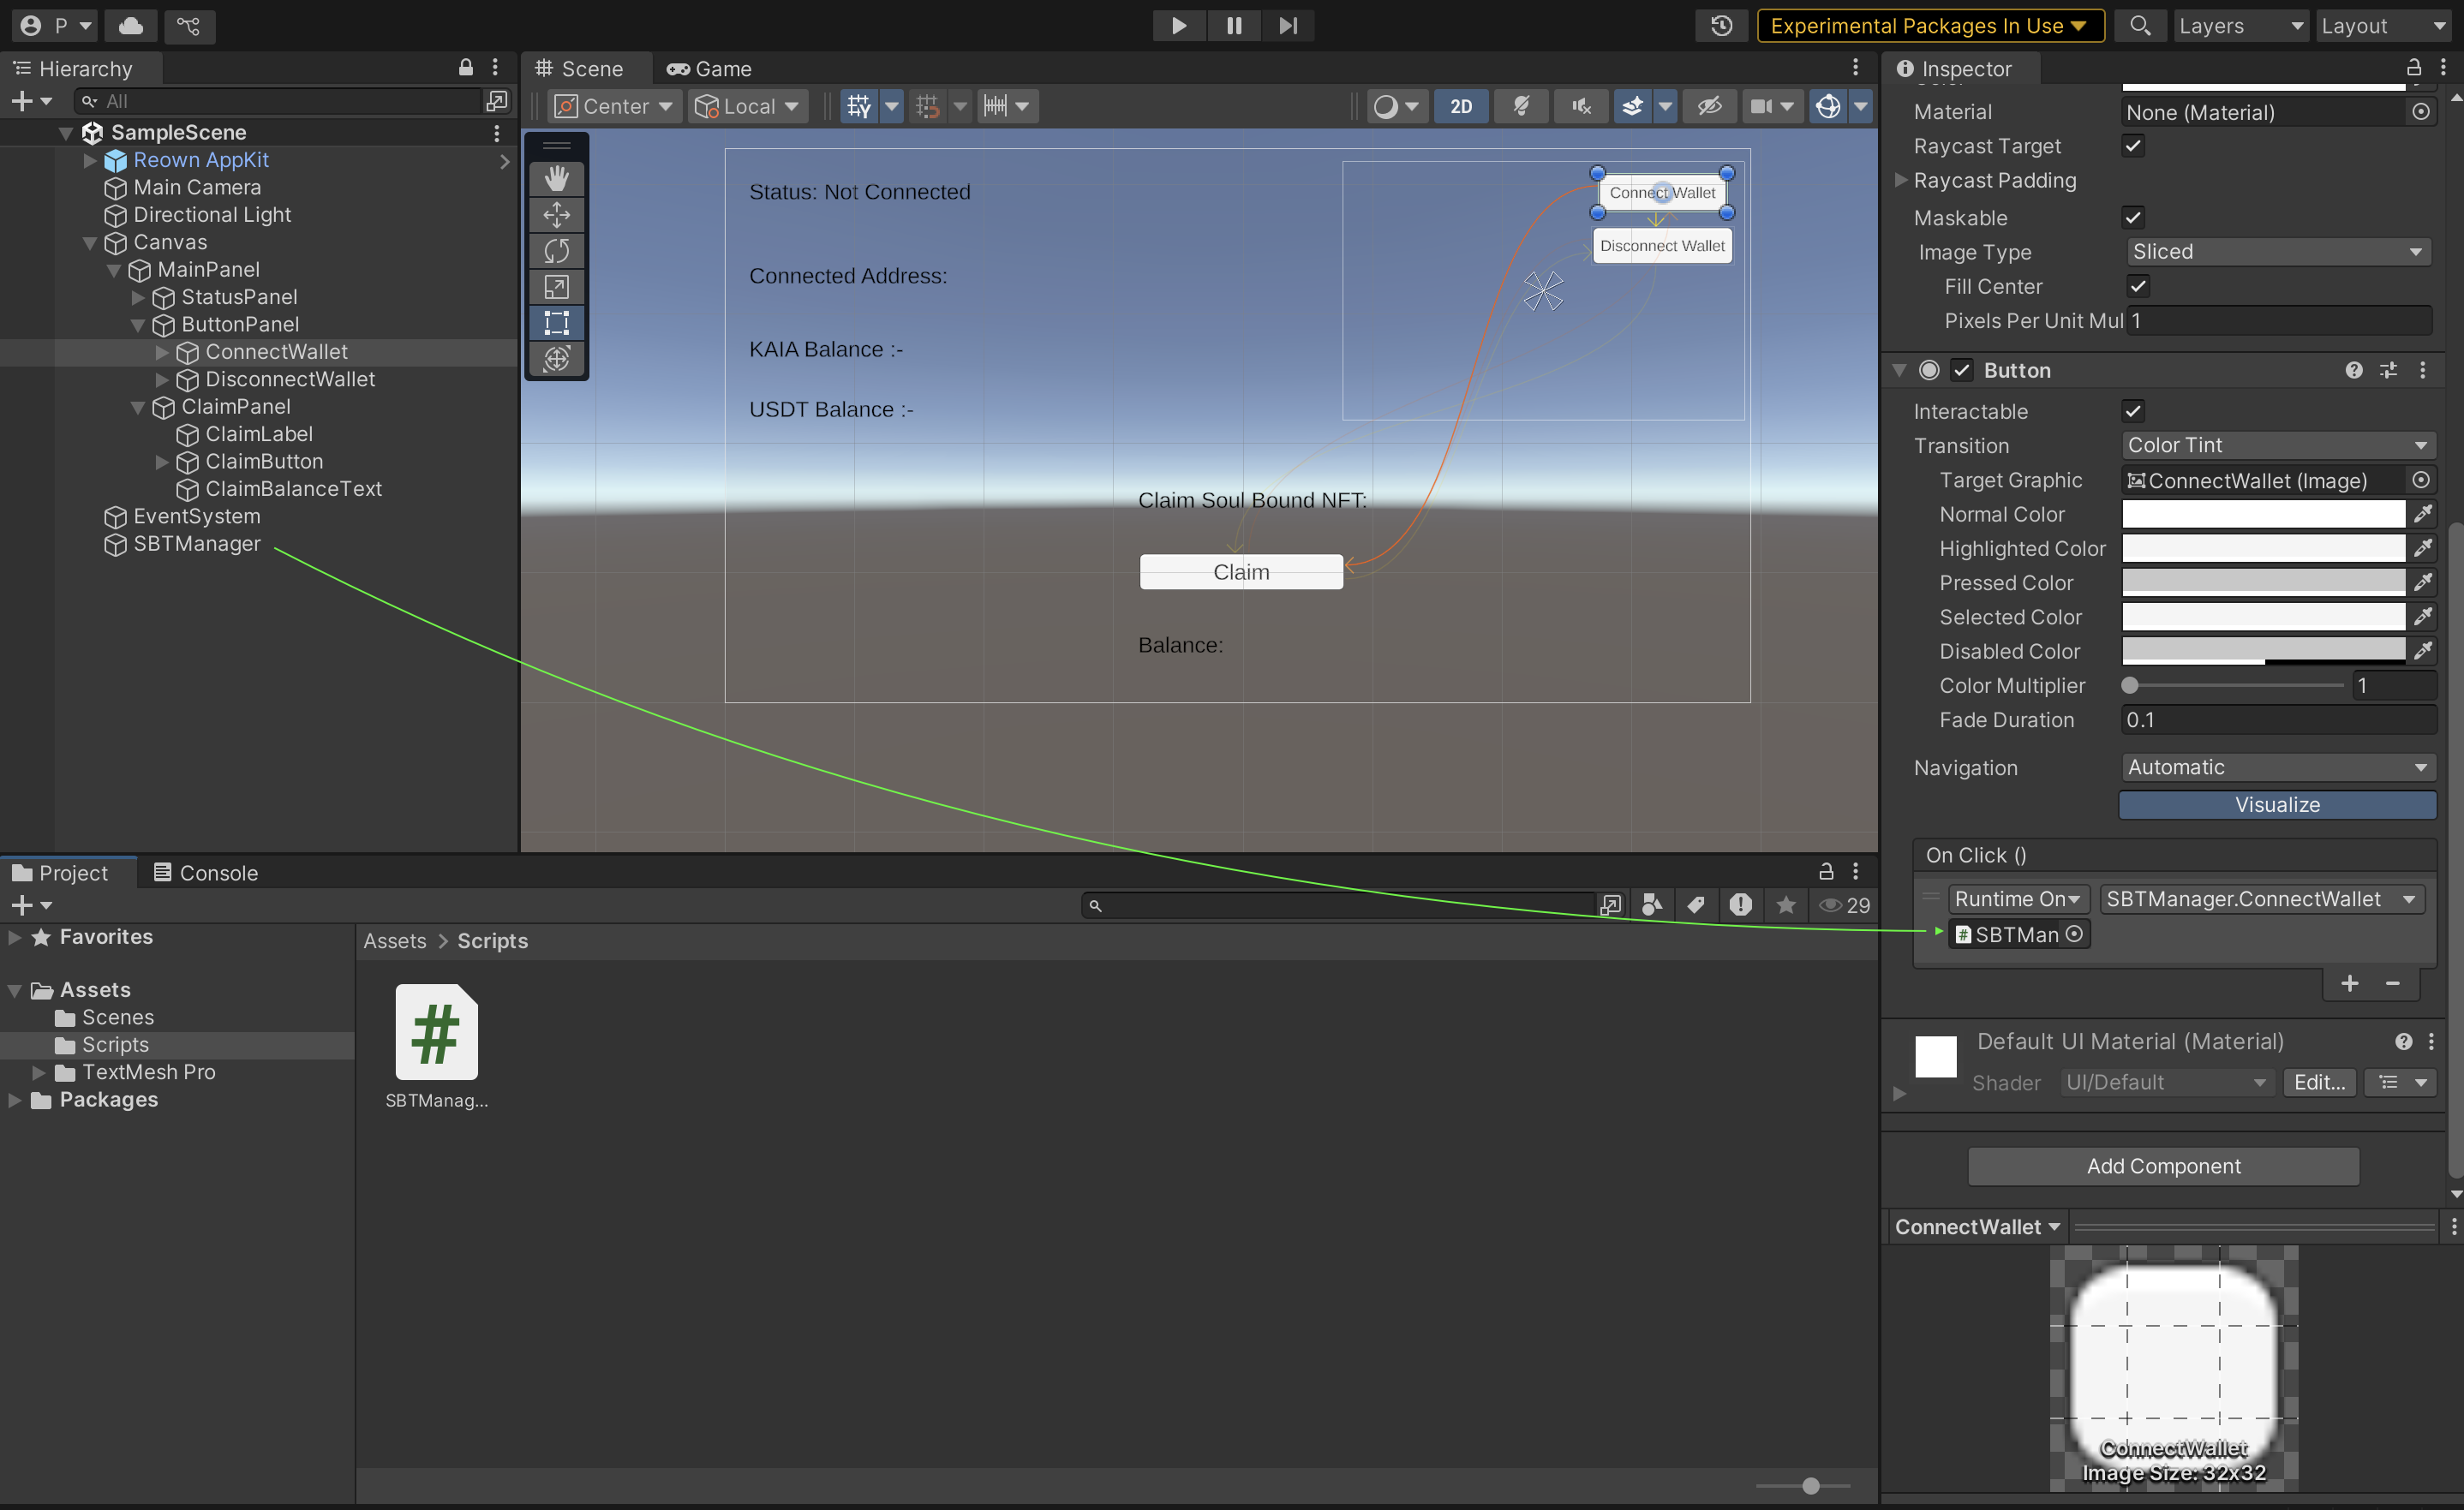 P
Experimental Packages In Use
Layers
Layout
Hierarchy
All
SampleScene
Reown AppKit
Main Camera
Directional Light
Canvas
MainPanel
StatusPanel
ButtonPanel
ConnectWallet
DisconnectWallet
ClaimPanel
ClaimLabel
ClaimButton
ClaimBalanceText
EventSystem
SBTManager
Scene
Game
Center
Local
2D
Status: Not Connected
Connect Wallet
Disconnect Wallet
Connected Address:
KAIA Balance :-
USDT Balance :-
Claim Soul Bound NFT:
Claim
Balance:
Project
Console
29
Favorites
Assets
Scenes
Scripts
TextMesh Pro
Packages
Assets > Scripts
#
SBTManag...
Inspector
Material
None (Material)
Raycast Target
Raycast Padding
Maskable
Image Type
Sliced
Fill Center
Pixels Per Unit Mul
1
Button
Interactable
Transition
Color Tint
Target Graphic
ConnectWallet (Image)
Normal Color
Highlighted Color
Pressed Color
Selected Color
Disabled Color
Color Multiplier
1
Fade Duration
0.1
Navigation
Automatic
Visualize
On Click ()
Runtime On
SBTManager.ConnectWallet
# SBTMan
Default UI Material (Material)
Shader
UI/Default
Edit...
Add Component
ConnectWallet
ConnectWallet
Image Size: 32x32